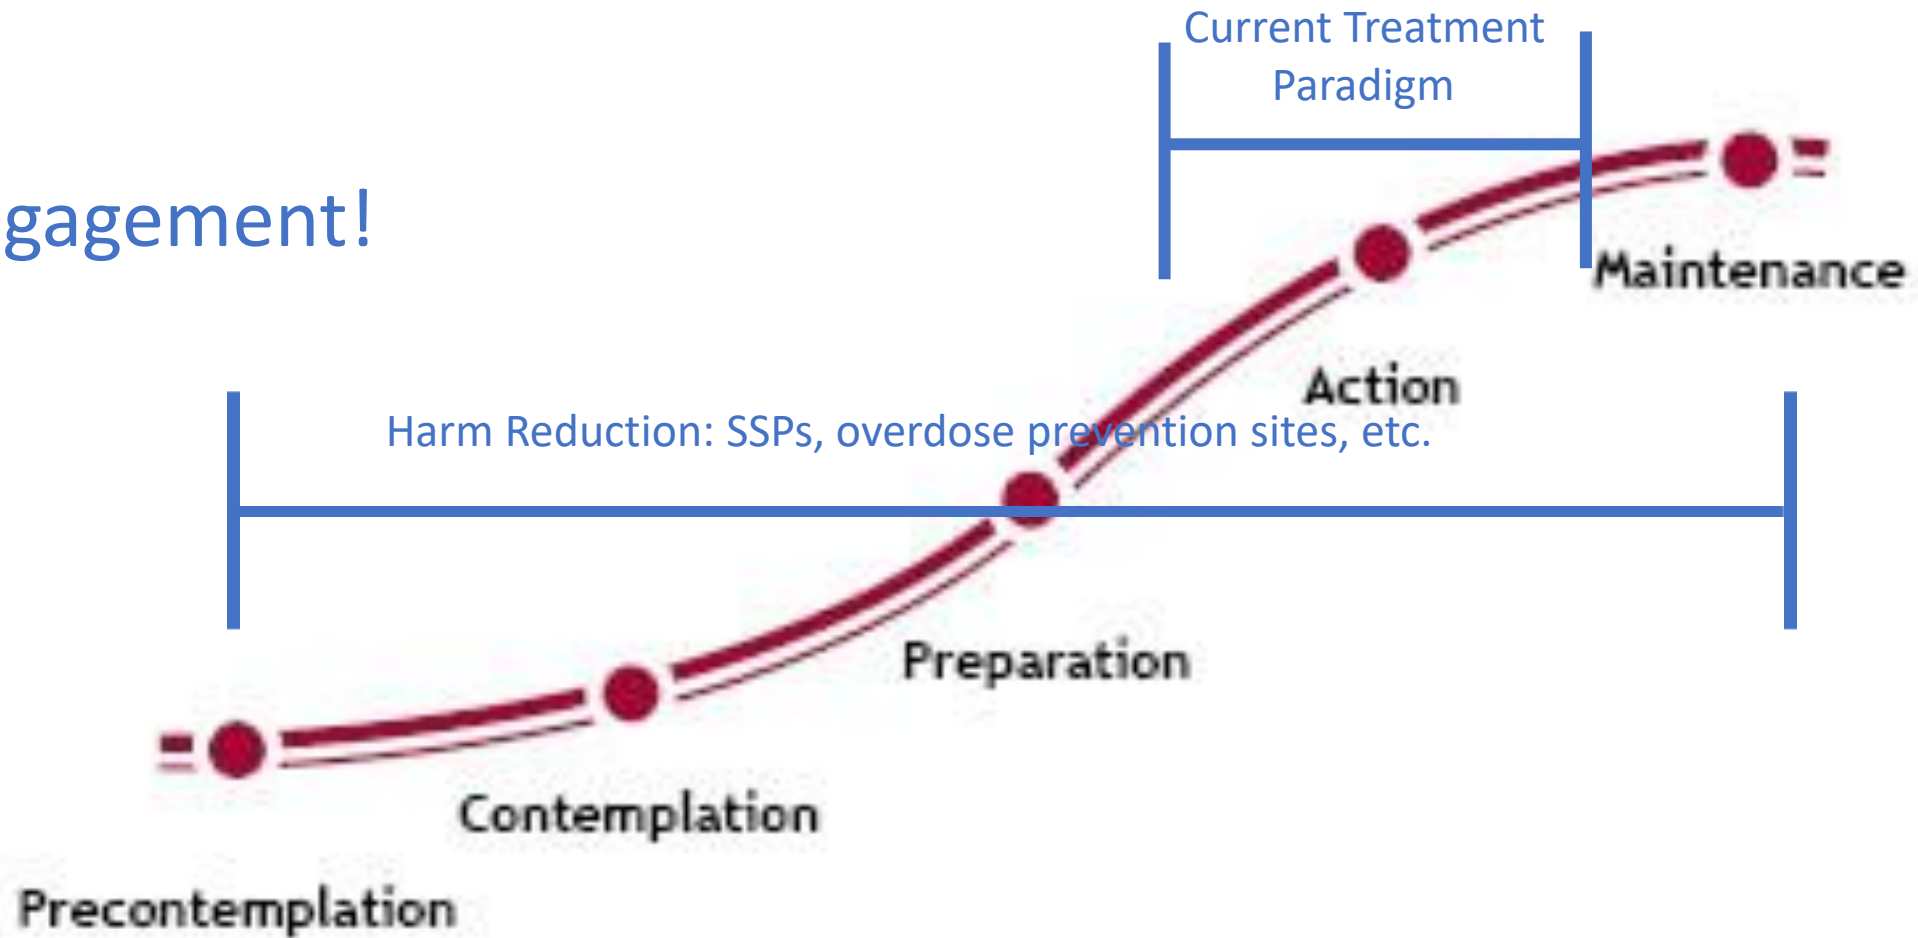 Current Treatment
Paradigm
gagement!
Maintenance
Action
Harm Reduction: SSPs, overdose prevention sites, etc.
Preparation
Contemplation
Precontemplation